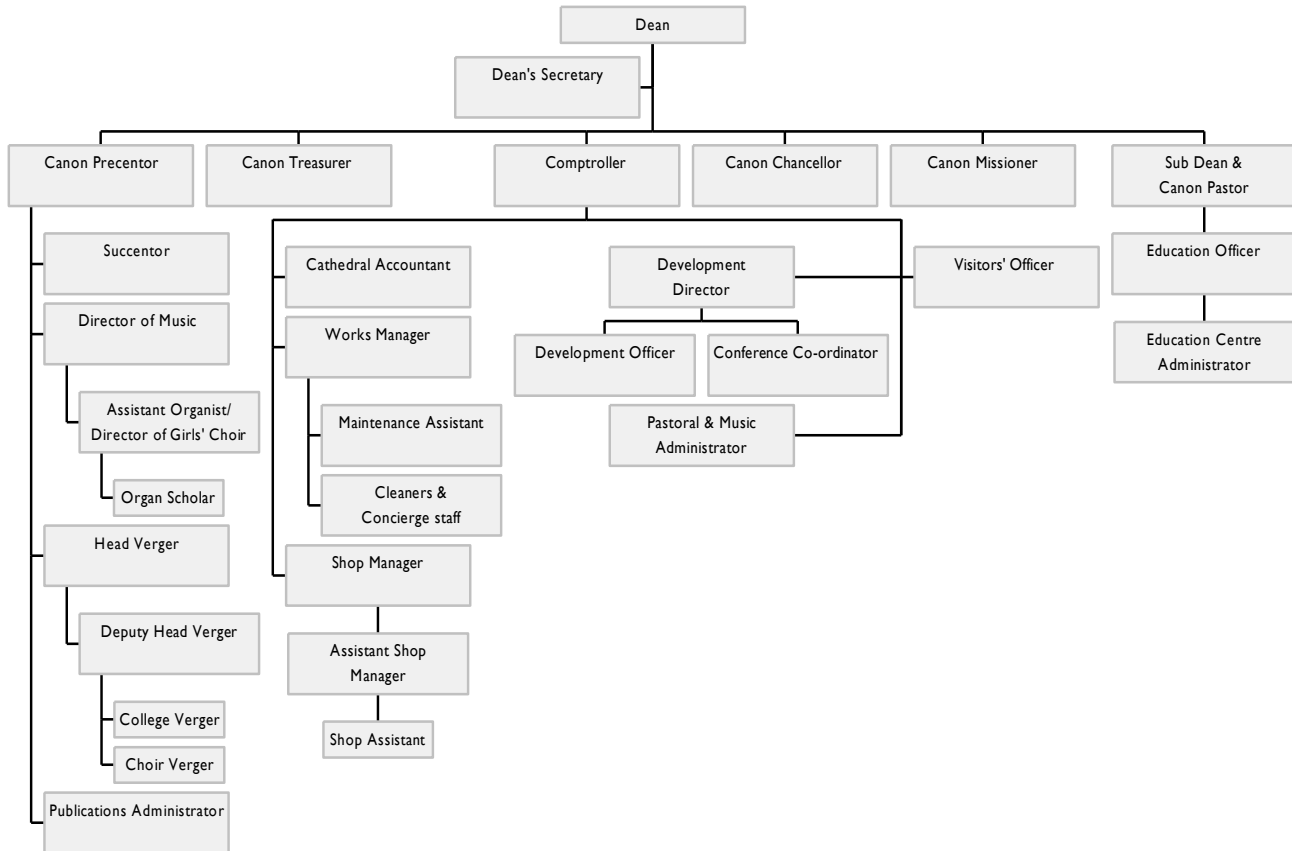 Dean
Dean's Secretary
Canon Precentor
Canon Treasurer
Comptroller
Canon Chancellor
Canon Missioner
Sub Dean &
Canon Pastor
Succentor
Director of Music
Assistant Organist/
Director of Girls' Choir
Organ Scholar
Head Verger
Deputy Head Verger
College Verger
Choir Verger
Publications Administrator
Cathedral Accountant
Works Manager
Maintenance Assistant
Cleaners &
Concierge staff
Shop Manager
Assistant Shop
Manager
Shop Assistant
Development
Director
Development Officer
Conference Co-ordinator
Pastoral & Music
Administrator
Visitors' Officer
Education Officer
Education Centre
Administrator